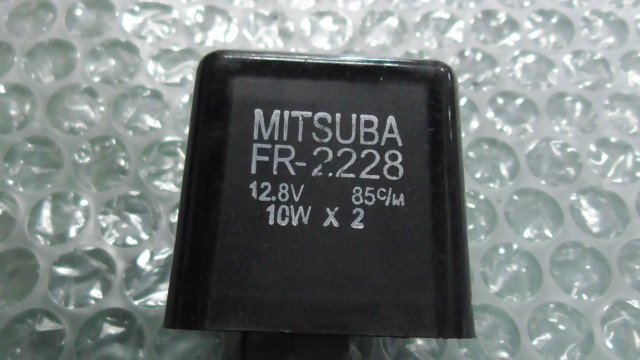 MITSUBA
FR-2228
12.8V 85c/m
10W X 2